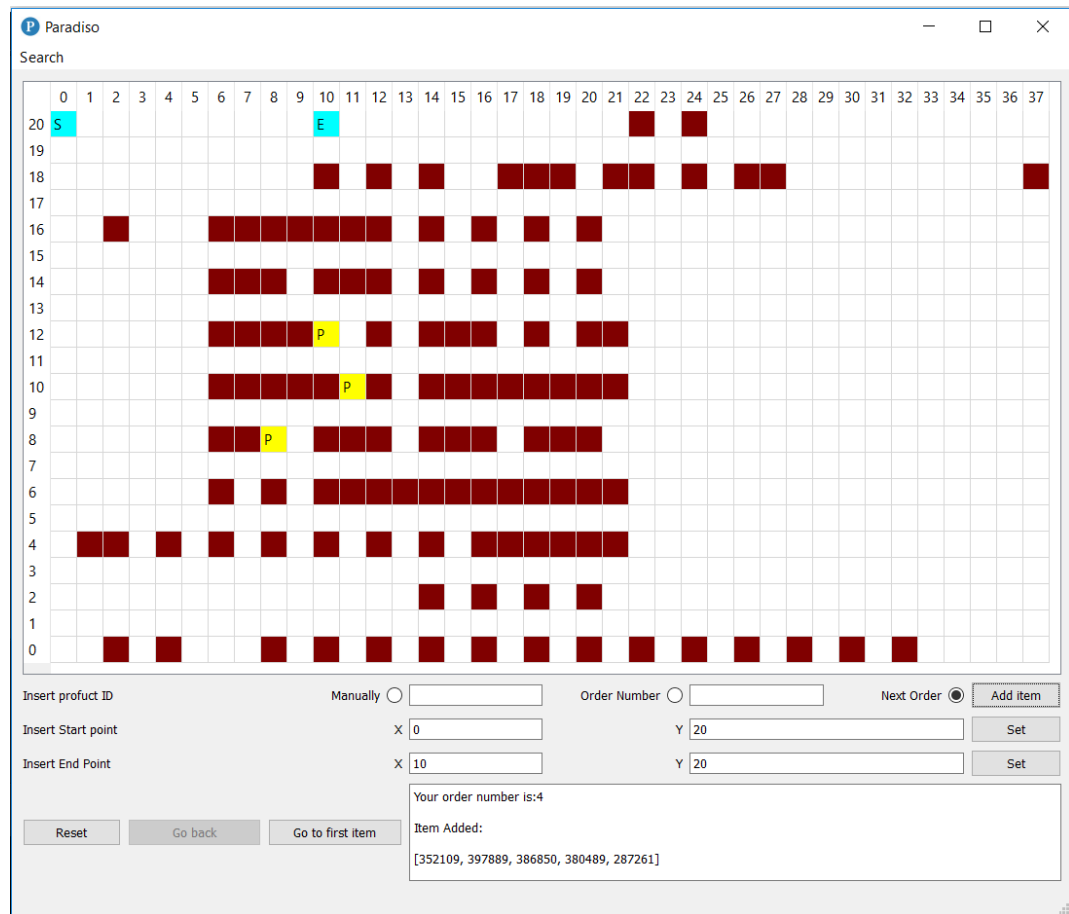 P Paradiso
Search
0 1 2 3 4 5 6 7 8 9 10 11 12 13 14 15 16 17 18 19 20 21 22 23 24 25 26 27 28 29 30 31 32 33 34 35 36 37
20 S E
19
18
17
16
15
14
13
12 P
11
10 P
9
8 P
7
6
5
4
3
2
1
0
Insert profuct ID Manually Order Number Next Order Add item
Insert Start point X 0 Y 20 Set
Insert End Point X 10 Y 20 Set
Your order number is:4
Item Added:
[352109, 397889, 386850, 380489, 287261]
Reset Go back Go to first item